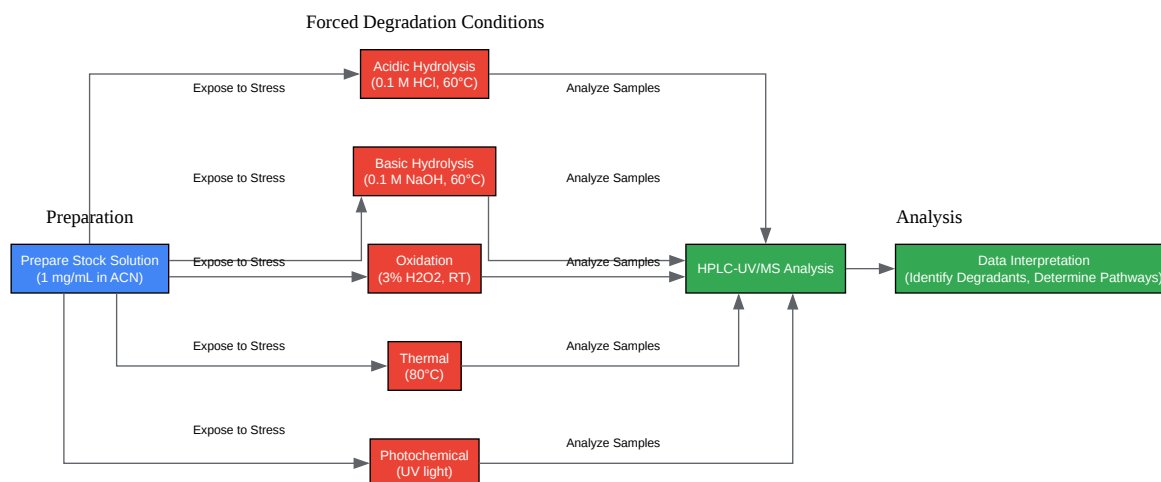 Forced Degradation Conditions
Acidic Hydrolysis
(0.1 M HCl, 60°C)
Expose to Stress
Analyze Samples
Basic Hydrolysis
(0.1 M NaOH, 60°C)
Expose to Stress
Analyze Samples
Preparation
Analysis
Prepare Stock Solution
(1 mg/mL in ACN)
Expose to Stress
Oxidation
(3% H2O2, RT)
Analyze Samples
HPLC-UV/MS Analysis
Data Interpretation
(Identify Degradants, Determine Pathways)
Expose to Stress
Thermal
(80°C)
Analyze Samples
Expose to Stress
Photochemical
(UV light)
Analyze Samples